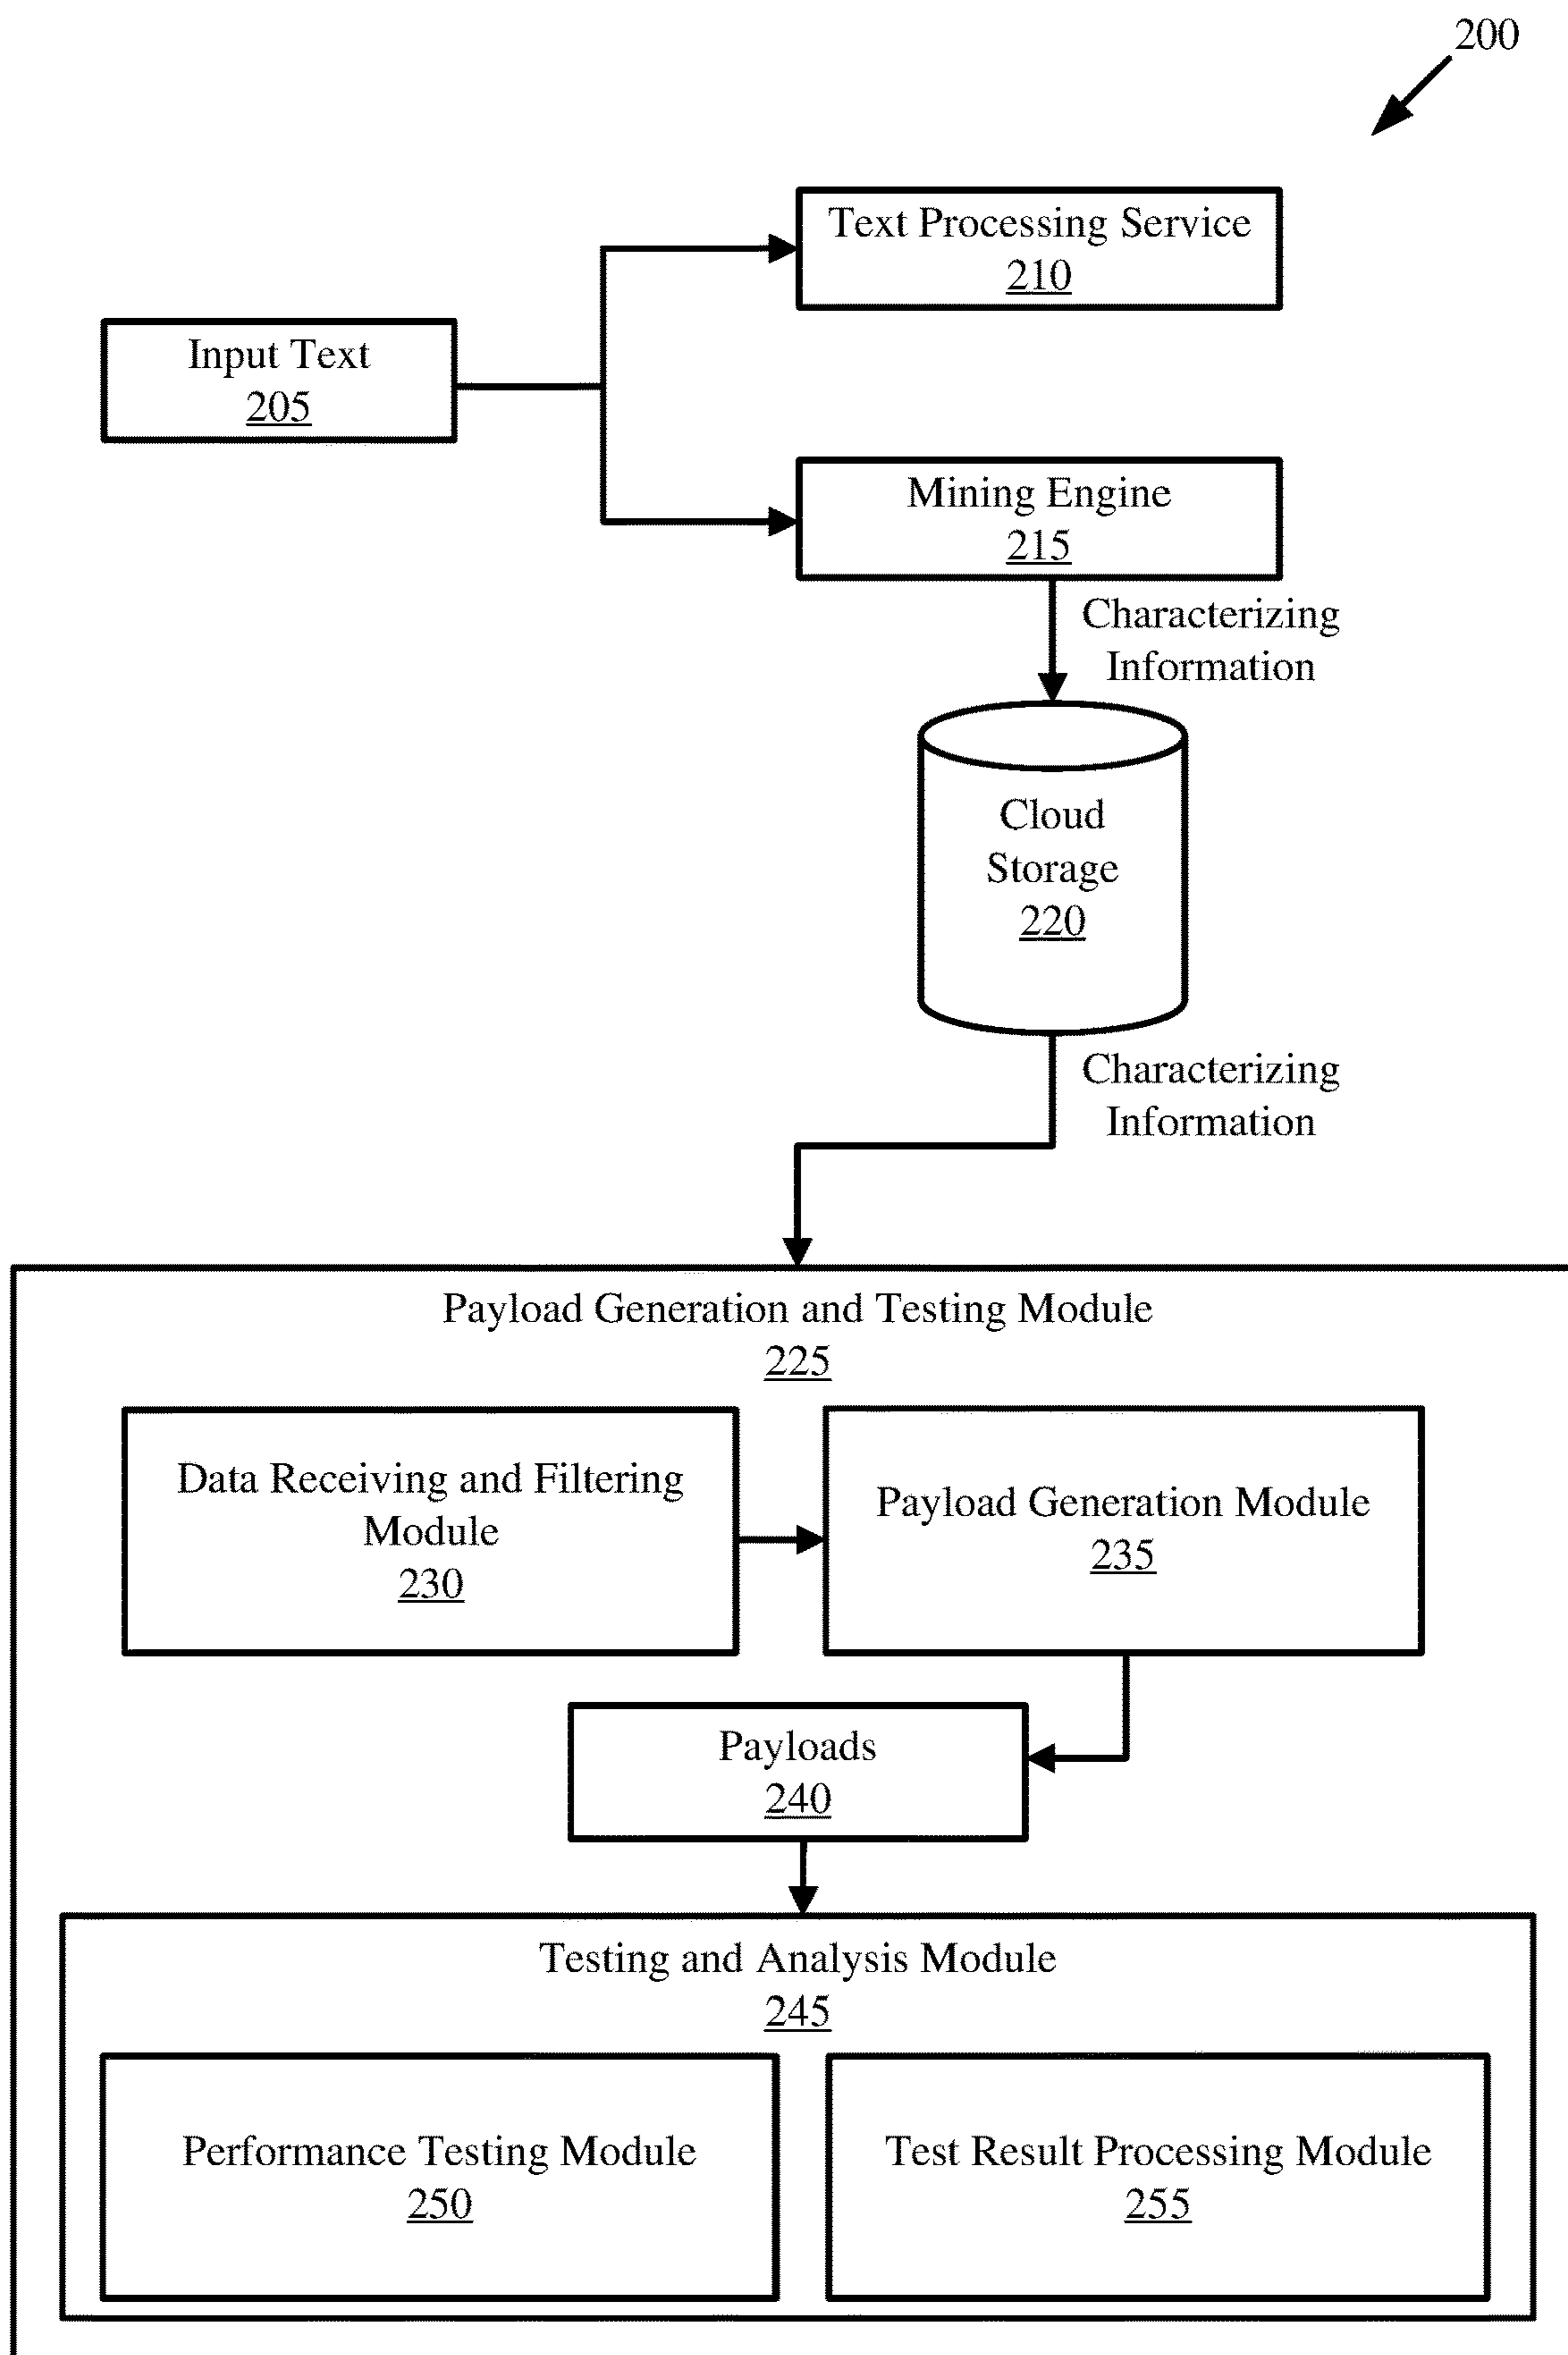 200
Text Processing Service
210
Input Text
205
Mining Engine
215
Characterizing
Information
Cloud
Storage
220
Characterizing
Information
Payload Generation and Testing Module
225
Data Receiving and Filtering
Module
230
Payload Generation Module
235
Payloads
240
Testing and Analysis Module
245
Performance Testing Module
250
Test Result Processing Module
255